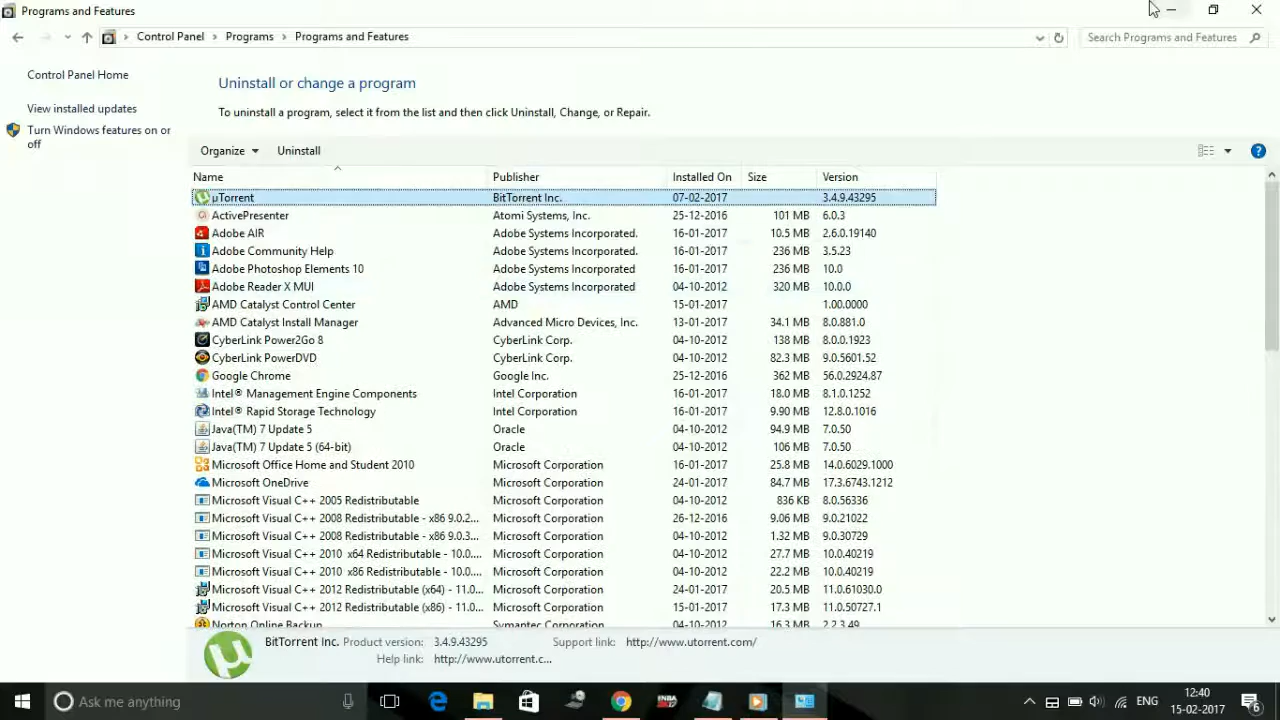 Programs and Features
Control Panel > Programs > Programs and Features
Search Programs and Features
Control Panel Home
View installed updates
Turn Windows features on or
off
Uninstall or change a program
To uninstall a program, select it from the list and then click Uninstall, Change, or Repair.
Organize Uninstall
Name Publisher Installed On Size Version
µTorrent BitTorrent Inc. 07-02-2017 3.4.9.43295
ActivePresenter Atomi Systems, Inc. 25-12-2016 101 MB 6.0.3
Adobe AIR Adobe Systems Incorporated. 16-01-2017 10.5 MB 2.6.0.19140
Adobe Community Help Adobe Systems Incorporated. 16-01-2017 236 MB 3.5.23
Adobe Photoshop Elements 10 Adobe Systems Incorporated 16-01-2017 236 MB 10.0
Adobe Reader X MUI Adobe Systems Incorporated 04-10-2012 320 MB 10.0.0
AMD Catalyst Control Center AMD 15-01-2017 1.00.0000
AMD Catalyst Install Manager Advanced Micro Devices, Inc. 13-01-2017 34.1 MB 8.0.881.0
CyberLink Power2Go 8 CyberLink Corp. 04-10-2012 138 MB 8.0.0.1923
CyberLink PowerDVD CyberLink Corp. 04-10-2012 82.3 MB 9.0.5601.52
Google Chrome Google Inc. 25-12-2016 362 MB 56.0.2924.87
Intel® Management Engine Components Intel Corporation 16-01-2017 18.0 MB 8.1.0.1252
Intel® Rapid Storage Technology Intel Corporation 16-01-2017 9.90 MB 12.8.0.1016
Java(TM) 7 Update 5 Oracle 04-10-2012 94.9 MB 7.0.50
Java(TM) 7 Update 5 (64-bit) Oracle 04-10-2012 106 MB 7.0.50
Microsoft Office Home and Student 2010 Microsoft Corporation 16-01-2017 25.8 MB 14.0.6029.1000
Microsoft OneDrive Microsoft Corporation 24-01-2017 84.7 MB 17.3.6743.1212
Microsoft Visual C++ 2005 Redistributable Microsoft Corporation 04-10-2012 836 KB 8.0.56336
Microsoft Visual C++ 2008 Redistributable - x86 9.0.2... Microsoft Corporation 26-12-2016 9.06 MB 9.0.21022
Microsoft Visual C++ 2008 Redistributable - x86 9.0.3... Microsoft Corporation 04-10-2012 1.32 MB 9.0.30729
Microsoft Visual C++ 2010 x64 Redistributable - 10.0.... Microsoft Corporation 04-10-2012 27.7 MB 10.0.40219
Microsoft Visual C++ 2010 x86 Redistributable - 10.0.... Microsoft Corporation 04-10-2012 22.2 MB 10.0.40219
Microsoft Visual C++ 2012 Redistributable (x64) - 11.0... Microsoft Corporation 24-01-2017 20.5 MB 11.0.61030.0
Microsoft Visual C++ 2012 Redistributable (x86) - 11.0... Microsoft Corporation 15-01-2017 17.3 MB 11.0.50727.1
Norton Online Backup Symantec Corporation 04-10-2012 16.3 MB 2.2.3.49
BitTorrent Inc. Product version: 3.4.9.43295 Support link: http://www.utorrent.com/
Help link: http://www.utorrent.c...
Ask me anything
ENG
12:40
15-02-2017
6